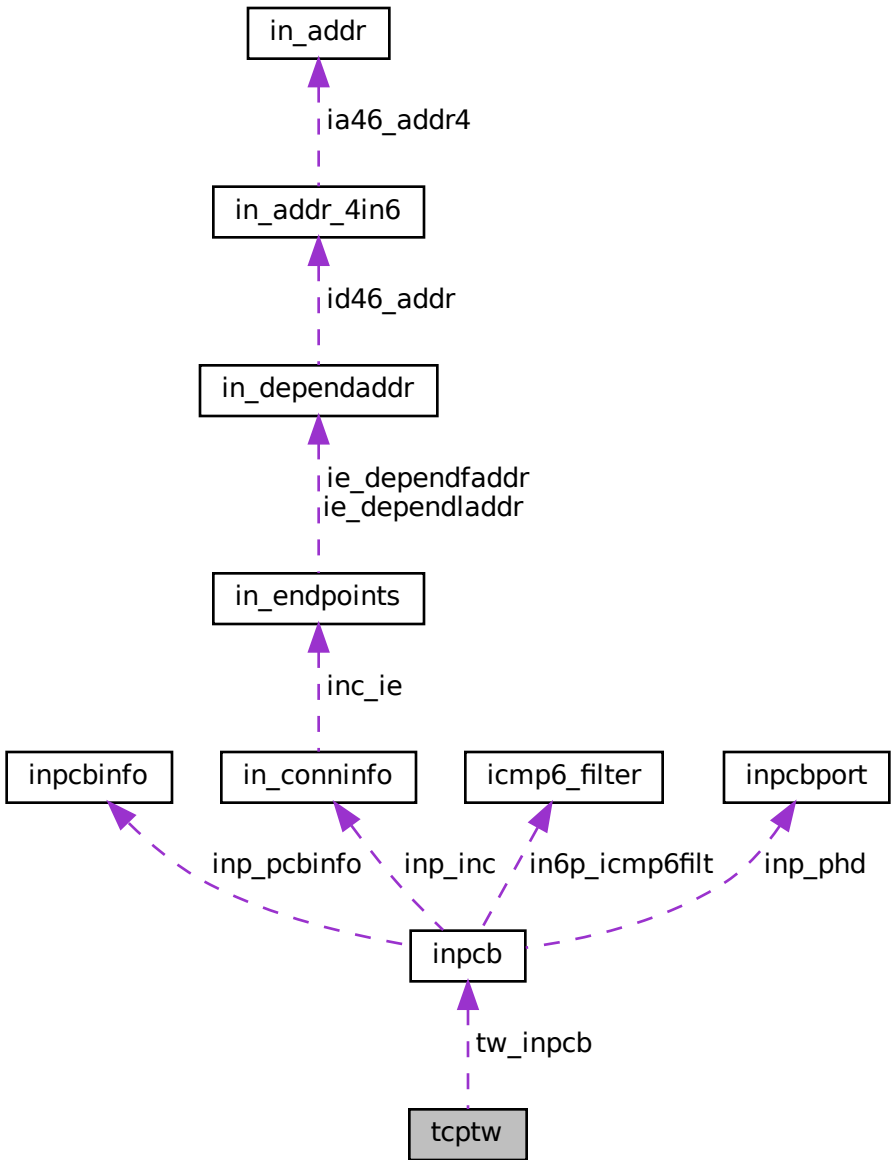 in_addr
ia46_addr4
in_addr_4in6
id46_addr
in_dependaddr
ie_dependfaddr
ie_dependladdr
in_endpoints
inc_ie
inpcbinfo
in_conninfo
icmp6_filter
inpcbport
inp_pcbinfo
inp_inc
in6p_icmp6filt
inp_phd
inpcb
tw_inpcb
tcptw